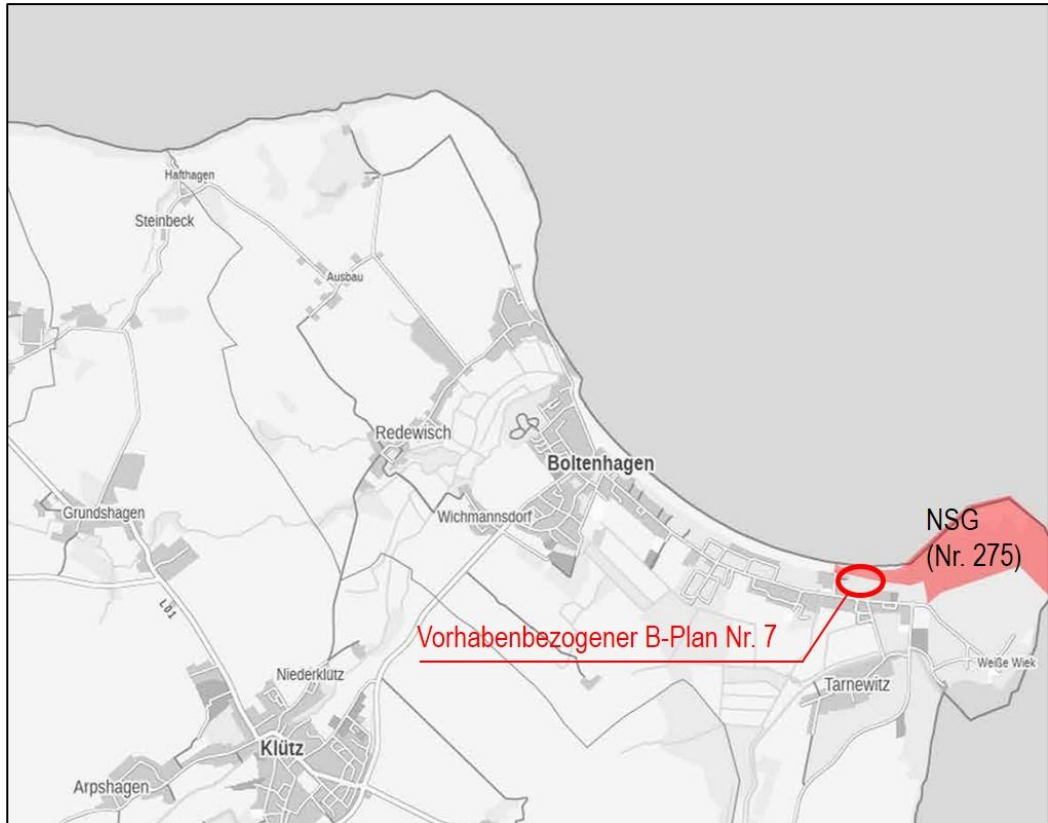 Hafthagen
Steinbeck
Ausbau
Redewisch
Boltenhagen
Grundshagen
Wichmannsdorf
NSG
(Nr. 275)
L01
Vorhabenbezogener B-Plan Nr. 7
Weiße Wiek
Niederklütz
Tarnewitz
Klütz
Arpshagen